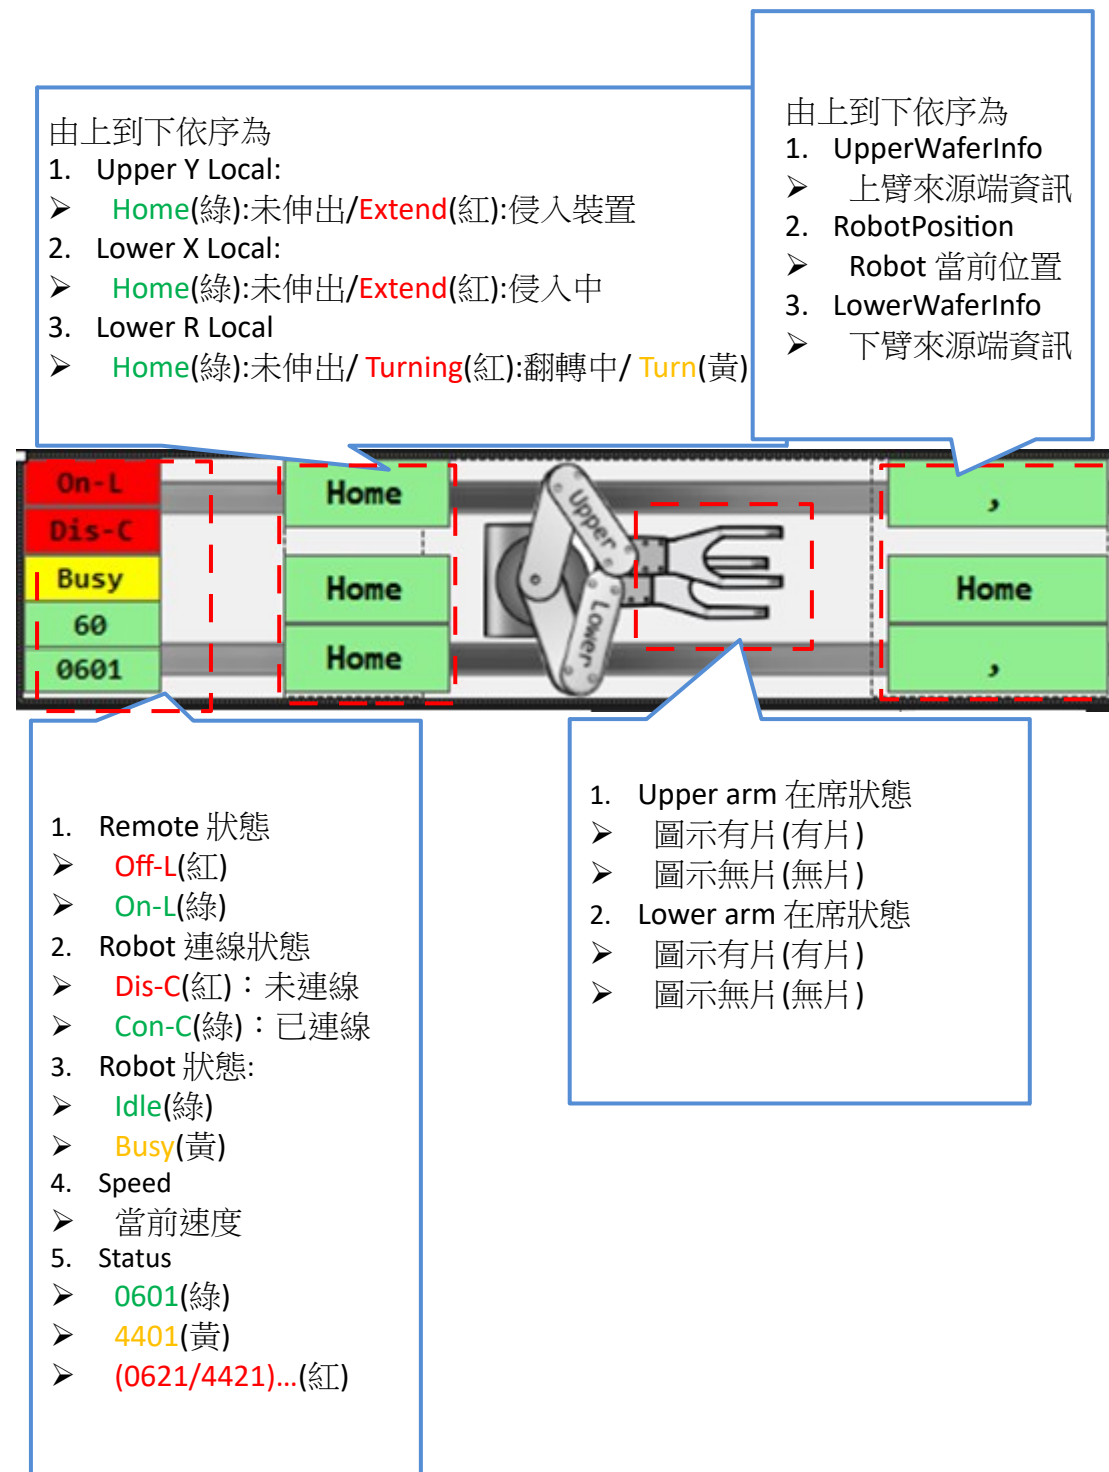 由上到下依序為
1. Upper Y Local:
➤ Home(綠):未伸出/Extend(紅):侵入裝置
2. Lower X Local:
➤ Home(綠):未伸出/Extend(紅):侵入中
3. Lower R Local
➤ Home(綠):未伸出/ Turning(紅):翻轉中/ Turn(黃)
由上到下依序為
1. UpperWaferInfo
➤ 上臂來源端資訊
2. RobotPosition
➤ Robot 當前位置
3. LowerWaferInfo
➤ 下臂來源端資訊
On-L
Dis-C
Busy
60
0601
Home
Home
Home
Upper
Lower
,
Home
,
1. Remote 狀態
➤ Off-L(紅)
➤ On-L(綠)
2. Robot 連線狀態
➤ Dis-C(紅)：未連線
➤ Con-C(綠)：已連線
3. Robot 狀態:
➤ Idle(綠)
➤ Busy(黃)
4. Speed
➤ 當前速度
5. Status
➤ 0601(綠)
➤ 4401(黃)
➤ (0621/4421)...(紅)
1. Upper arm 在席狀態
➤ 圖示有片(有片)
➤ 圖示無片(無片)
2. Lower arm 在席狀態
➤ 圖示有片(有片)
➤ 圖示無片(無片)